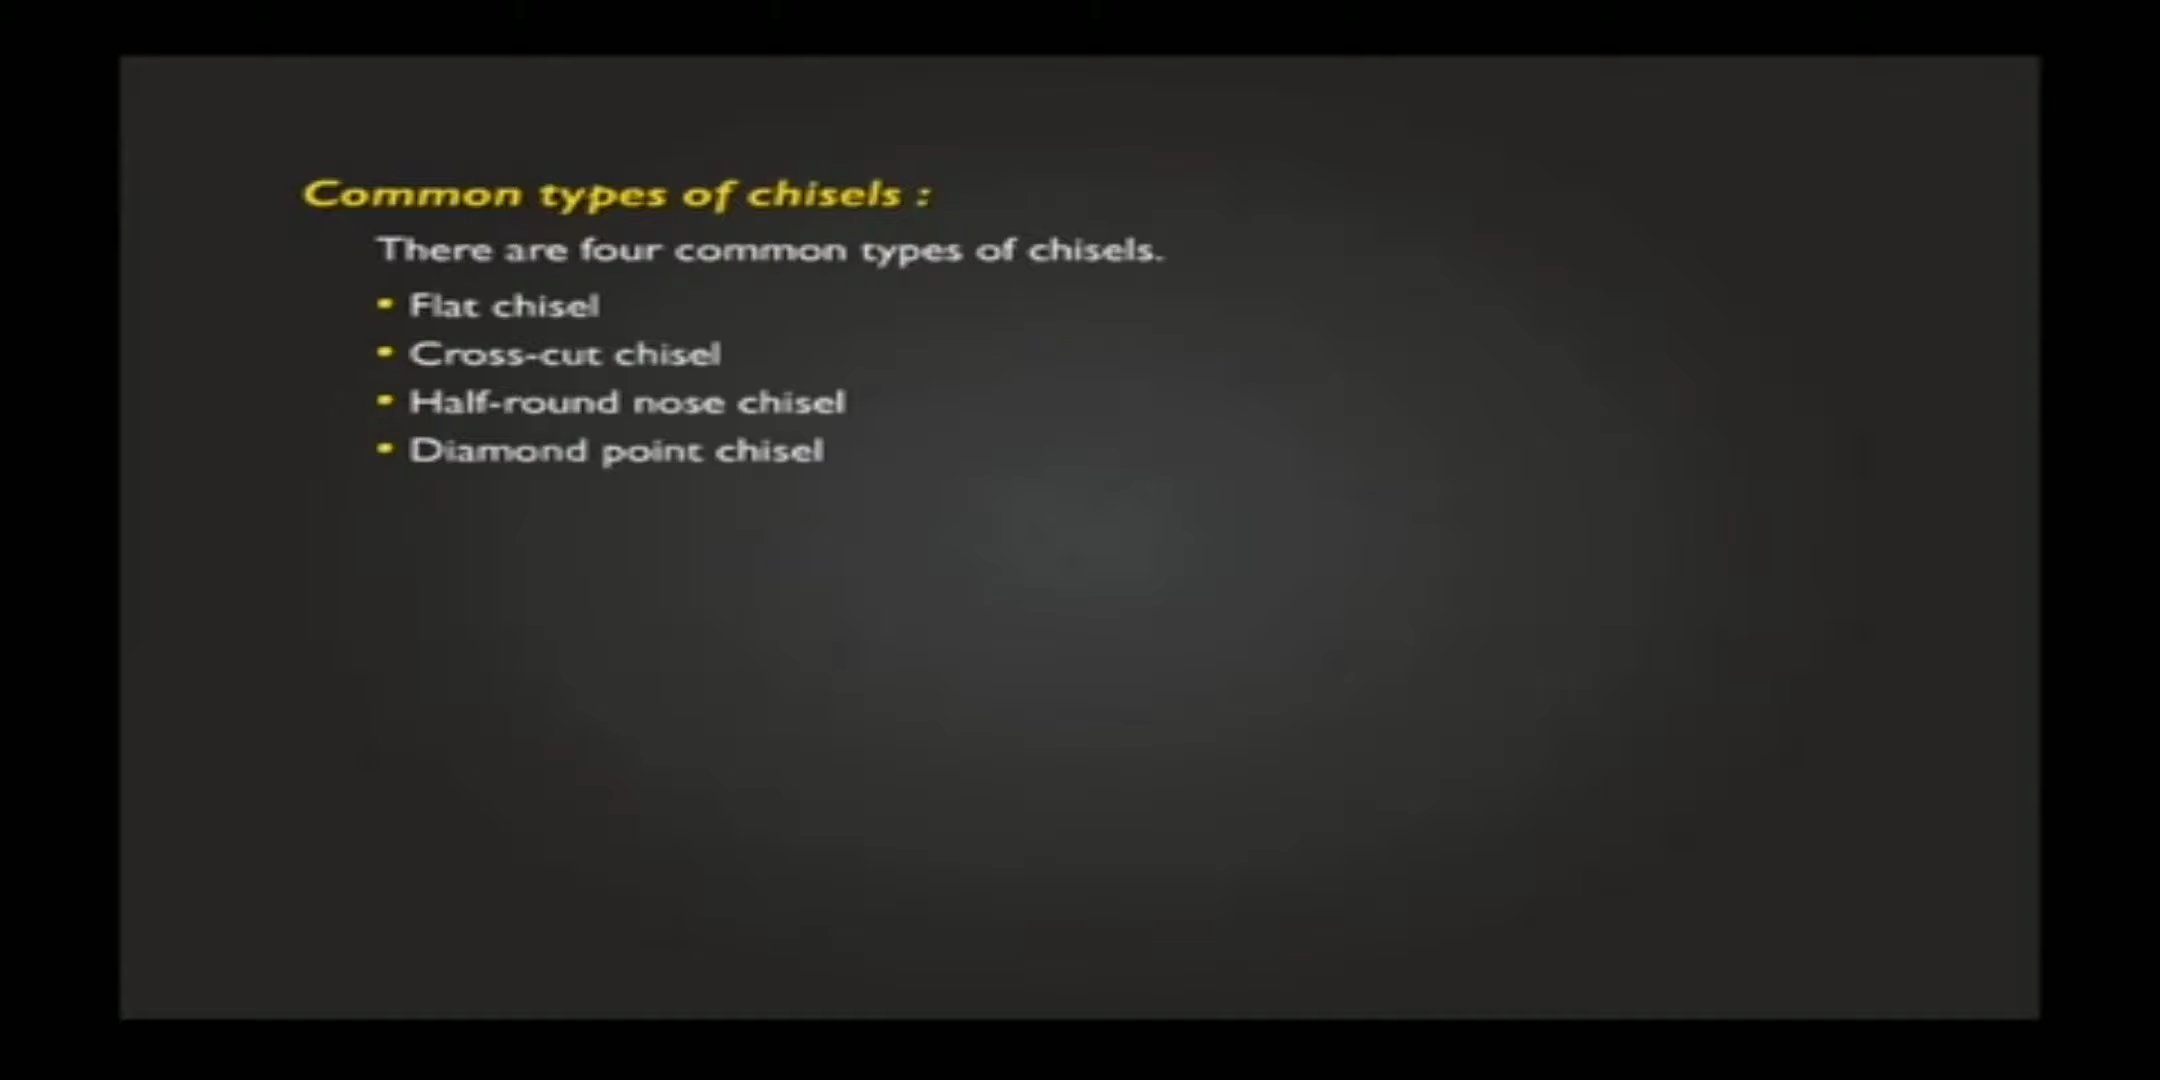 Common types of chisels :
There are four common types of chisels.
• Flat chisel
• Cross-cut chisel
• Half-round nose chisel
• Diamond point chisel